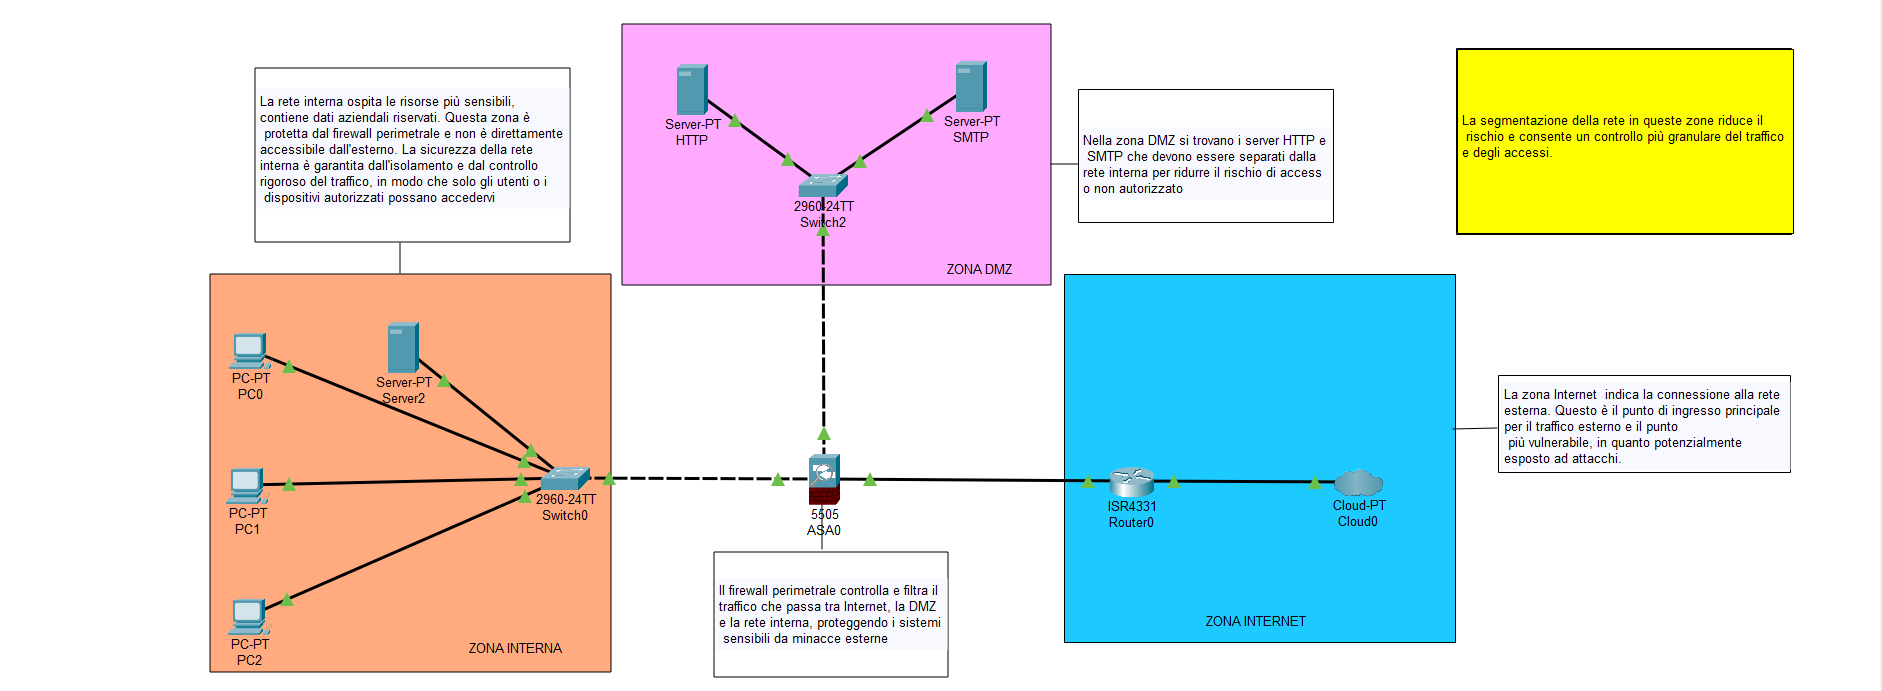 La rete interna ospita le risorse più sensibili,
contiene dati aziendali riservati. Questa zona è
protetta dal firewall perimetrale e non è direttamente
accessibile dall'esterno. La sicurezza della rete
interna è garantita dall'isolamento e dal controllo
rigoroso del traffico, in modo che solo gli utenti o i
dispositivi autorizzati possano accedervi
Server-PT
HTTP
Server-PT
SMTP
2960-24TT
Switch2
ZONA DMZ
Nella zona DMZ si trovano i server HTTP e
SMTP che devono essere separati dalla
rete interna per ridurre il rischio di access
o non autorizzato
La segmentazione della rete in queste zone riduce il
rischio e consente un controllo più granulare del traffico
e degli accessi.
PC-PT
PC0
Server-PT
Server2
PC-PT
PC1
2960-24TT
Switch0
PC-PT
PC2
ZONA INTERNA
5505
ASA0
Il firewall perimetrale controlla e filtra il
traffico che passa tra Internet, la DMZ
e la rete interna, proteggendo i sistemi
sensibili da minacce esterne
ISR4331
Router0
Cloud-PT
Cloud0
ZONA INTERNET
La zona Internet  indica la connessione alla rete
esterna. Questo è il punto di ingresso principale
per il traffico esterno e il punto
più vulnerabile, in quanto potenzialmente
esposto ad attacchi.